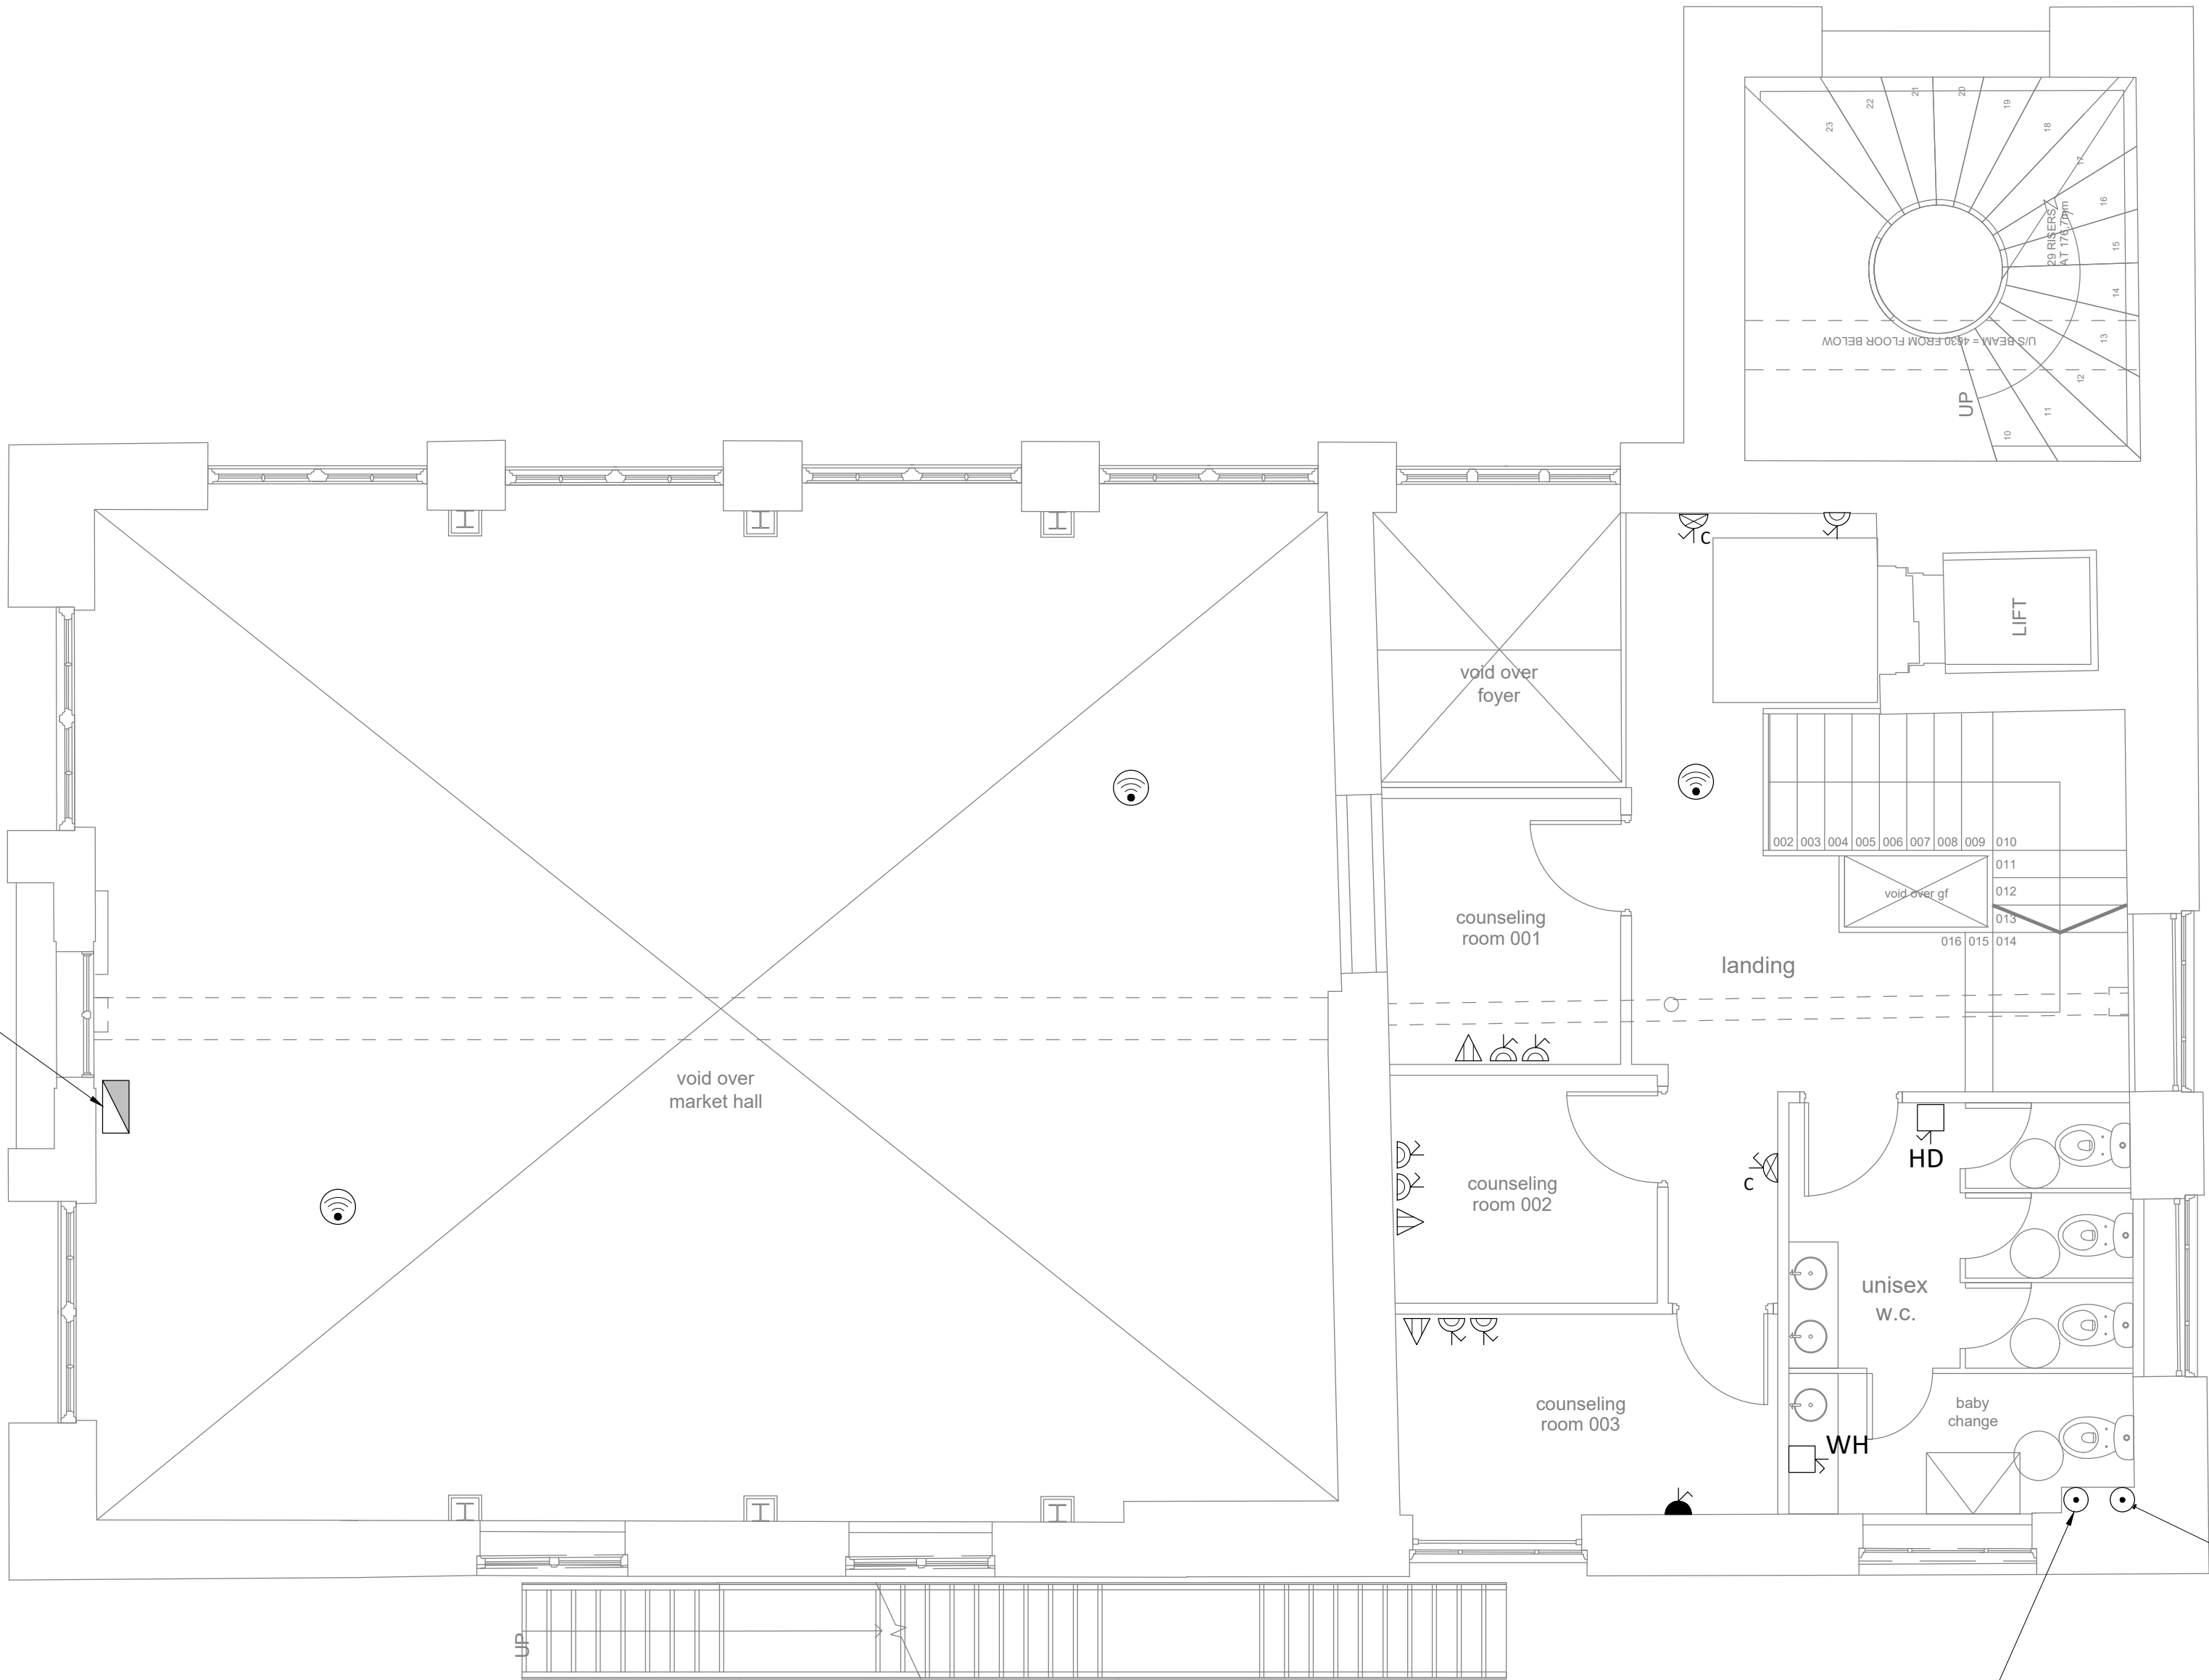 23
22
21
20
19
18
17
16
15
14
13
12
11
10
29 RISERS
AT 176.7mm
U/S BEAM = 4630 FROM FLOOR BELOW
UP
C
LIFT
void over
foyer
002 003 004 005 006 007 008 009 010
011
void over gf
012
013
016 015 014
counseling
room 001
landing
void over
market hall
HD
counseling
room 002
C
unisex
w.c.
counseling
room 003
baby
change
WH
UP